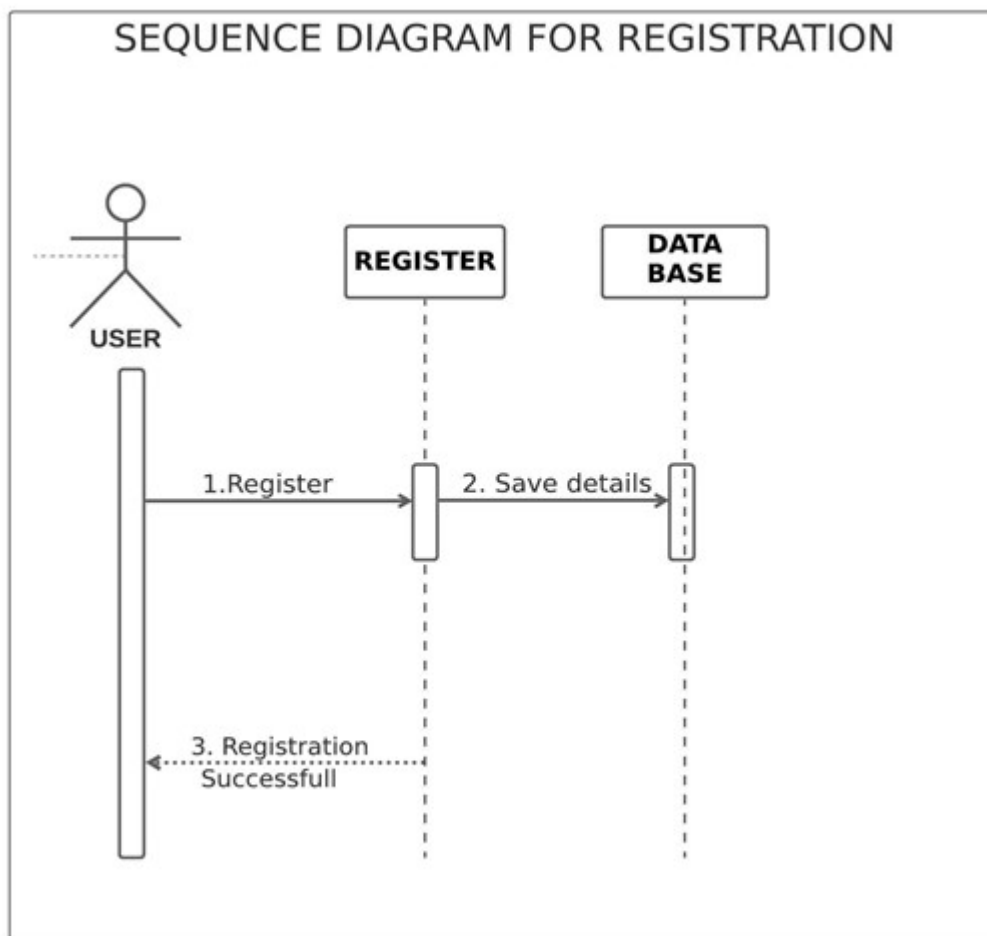 SEQUENCE DIAGRAM FOR REGISTRATION
REGISTER
DATA
BASE
USER
1.Register
2. Save details
3. Registration
Successfull